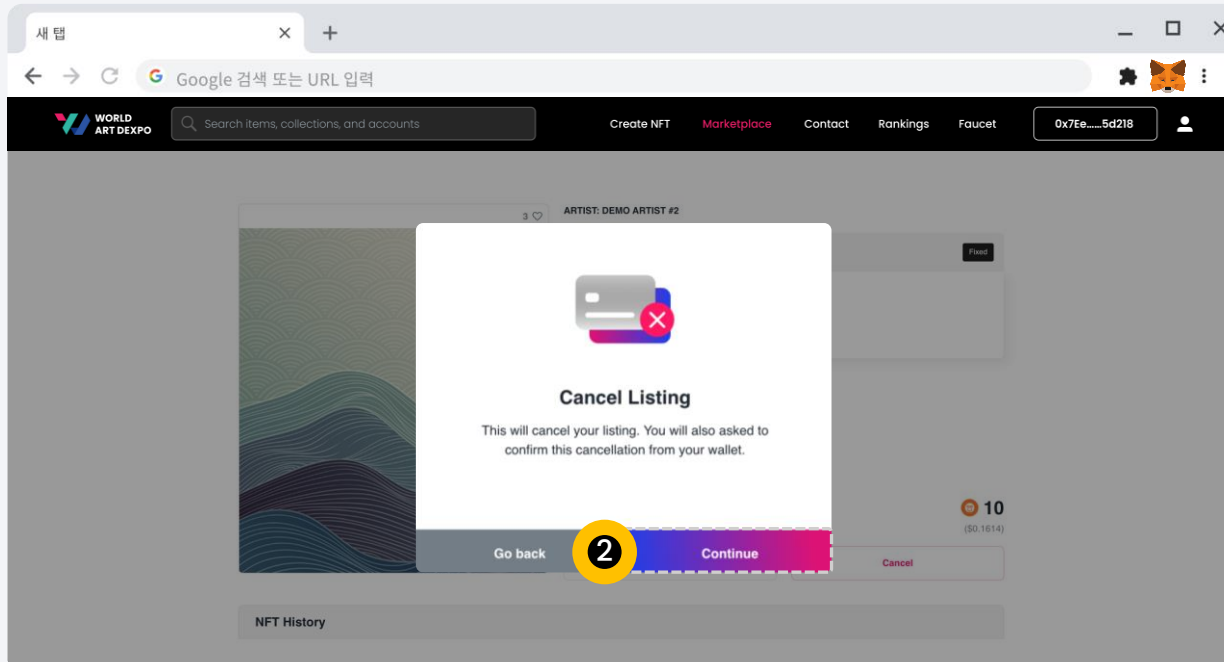 새 탭
Google 검색 또는 URL 입력
WORLD
ART DEXPO
Search items, collections, and accounts
Create NFT
Marketplace
Contact
Rankings
Faucet
0x7Ee......5d218
3
ARTIST: DEMO ARTIST #2
Fixed
Cancel Listing
This will cancel your listing. You will also asked to
confirm this cancellation from your wallet.
10
($0.1614)
Go back
2
Continue
Cancel
NFT History